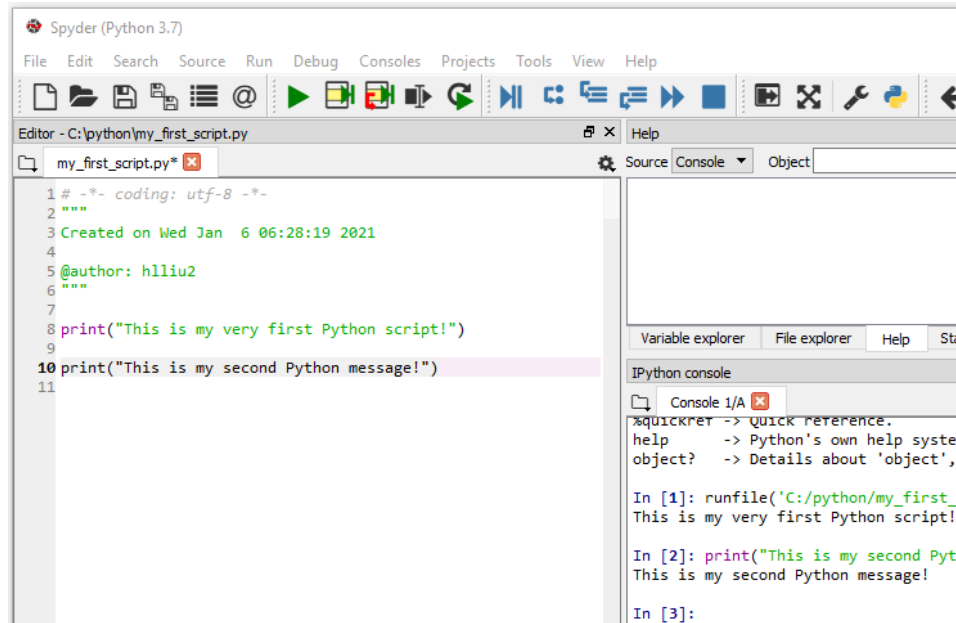 Spyder (Python 3.7)
File Edit Search Source Run Debug Consoles Projects Tools View Help
Editor - C:\python\my_first_script.py
my_first_script.py*
1 # -*- coding: utf-8 -*-
2 """
3 Created on Wed Jan  6 06:28:19 2021
4
5 @author: hlliu2
6 """
7
8 print("This is my very first Python script!")
9
10 print("This is my second Python message!")
11
Help
Source Console Object
Variable explorer File explorer Help Sta
IPython console
Console 1/A
%quickref -> Quick reference.
help      -> Python's own help syste
object?   -> Details about 'object',
In [1]: runfile('C:/python/my_first_
This is my very first Python script!
In [2]: print("This is my second Pyt
This is my second Python message!
In [3]: